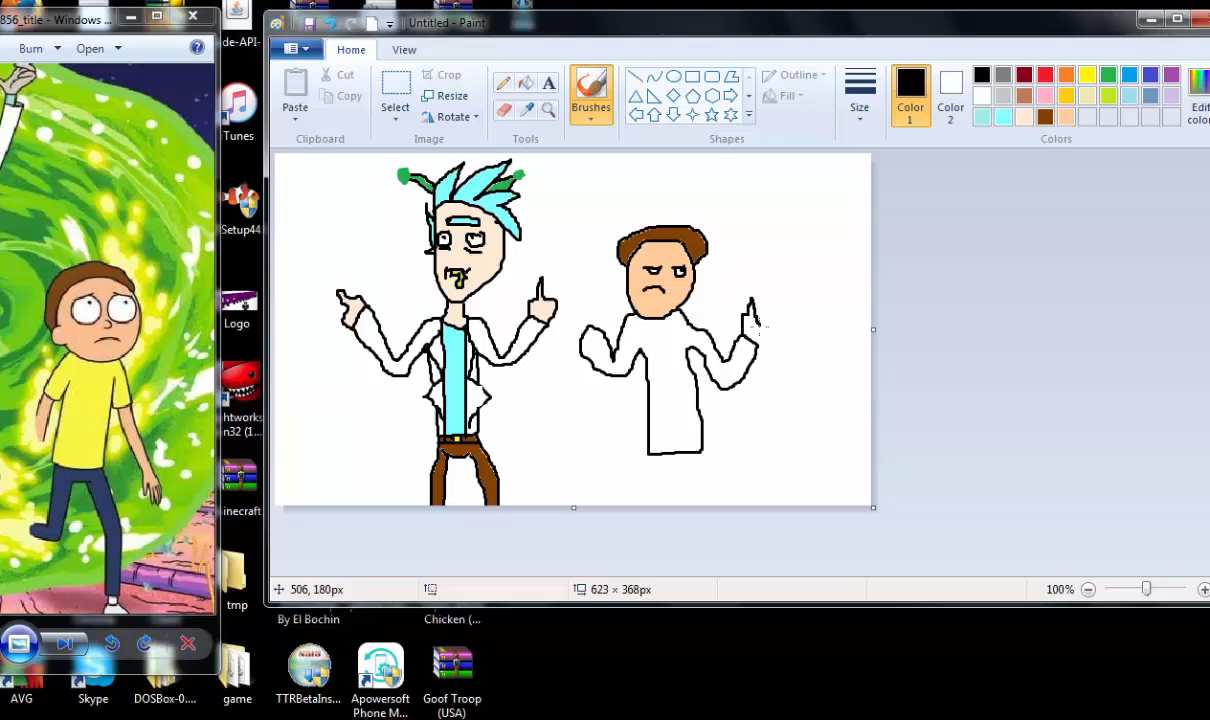 856_title - Windows ...
Burn Open
Untitled - Paint
Home View
Paste
Cut
Copy
Clipboard
Select
Crop
Resize
Rotate
Image
Tools
Brushes
Outline
Fill
Shapes
Size
Color
1
Color
2
Edit
Colors
506, 180px
623 × 368px
100%
de-API-
Tunes
Setup44
Logo
ghtworks
n32 (1...
inecraft
tmp
game
AVG
Skype
DOSBox-0....
By El Bochin
Chicken (...
TTRBetaIns...
Apowersoft
Phone M...
Goof Troop
(USA)